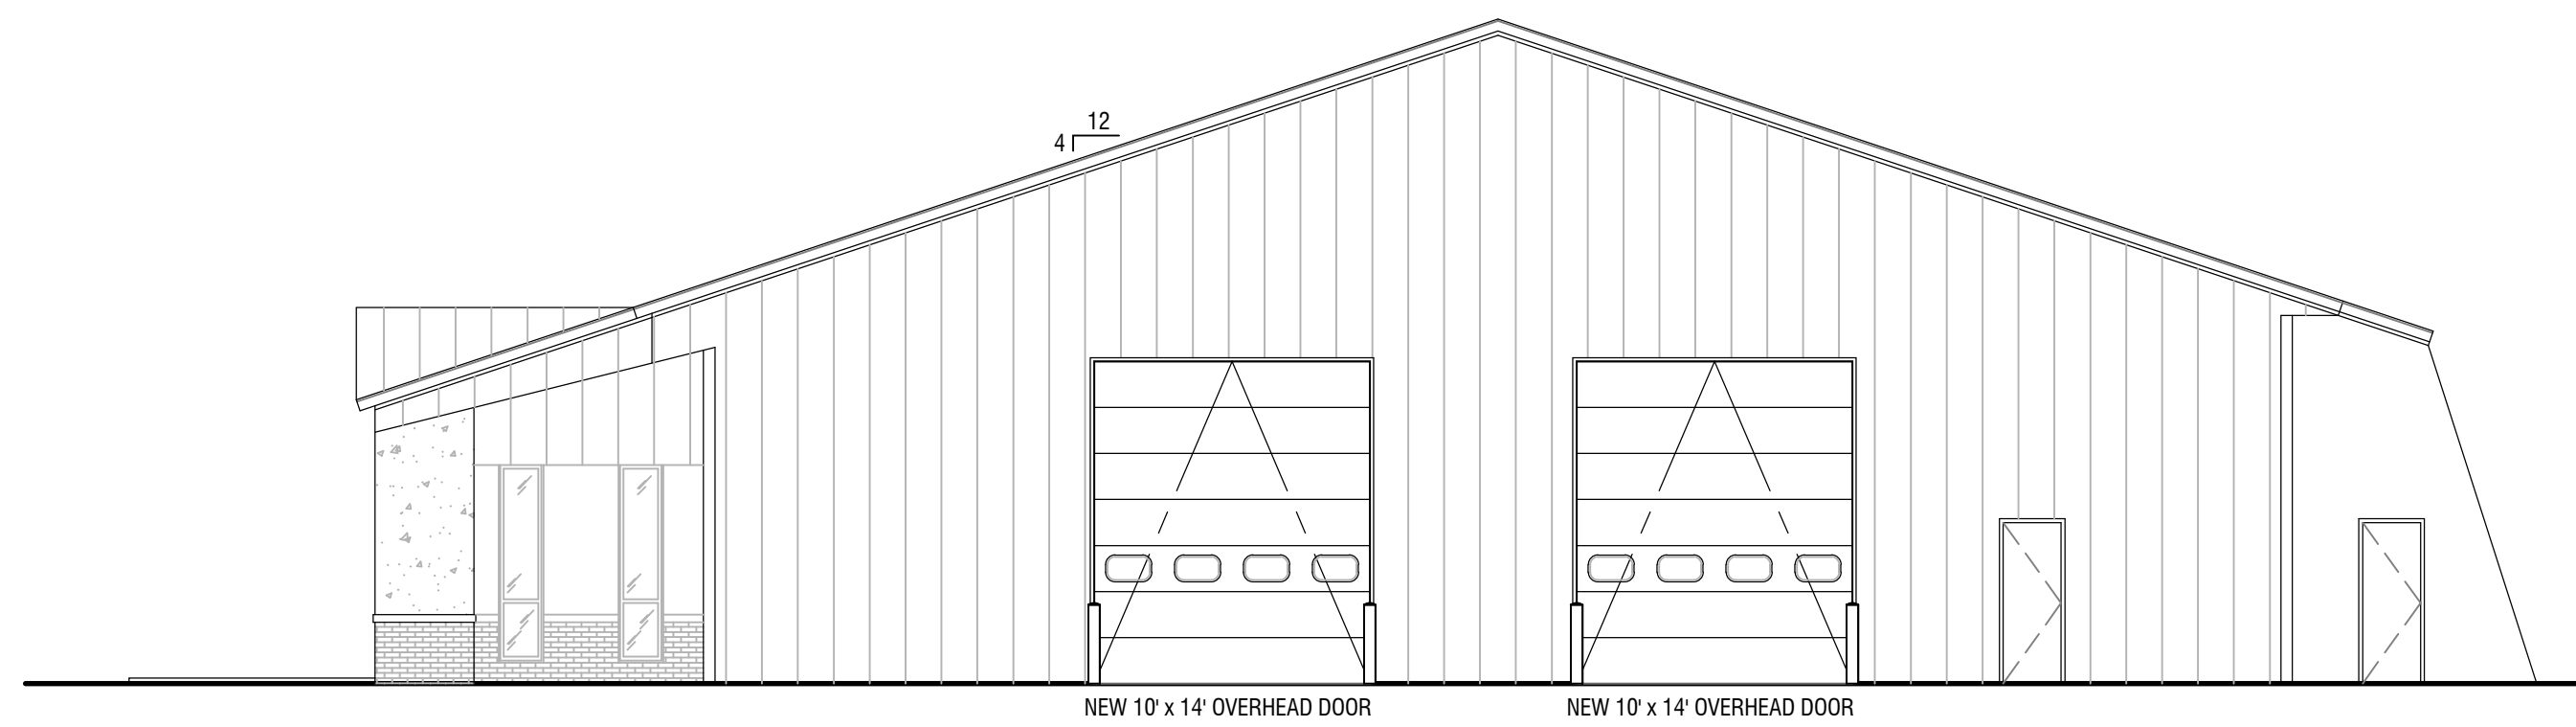 12
4
NEW 10' x 14' OVERHEAD DOOR
NEW 10' x 14' OVERHEAD DOOR